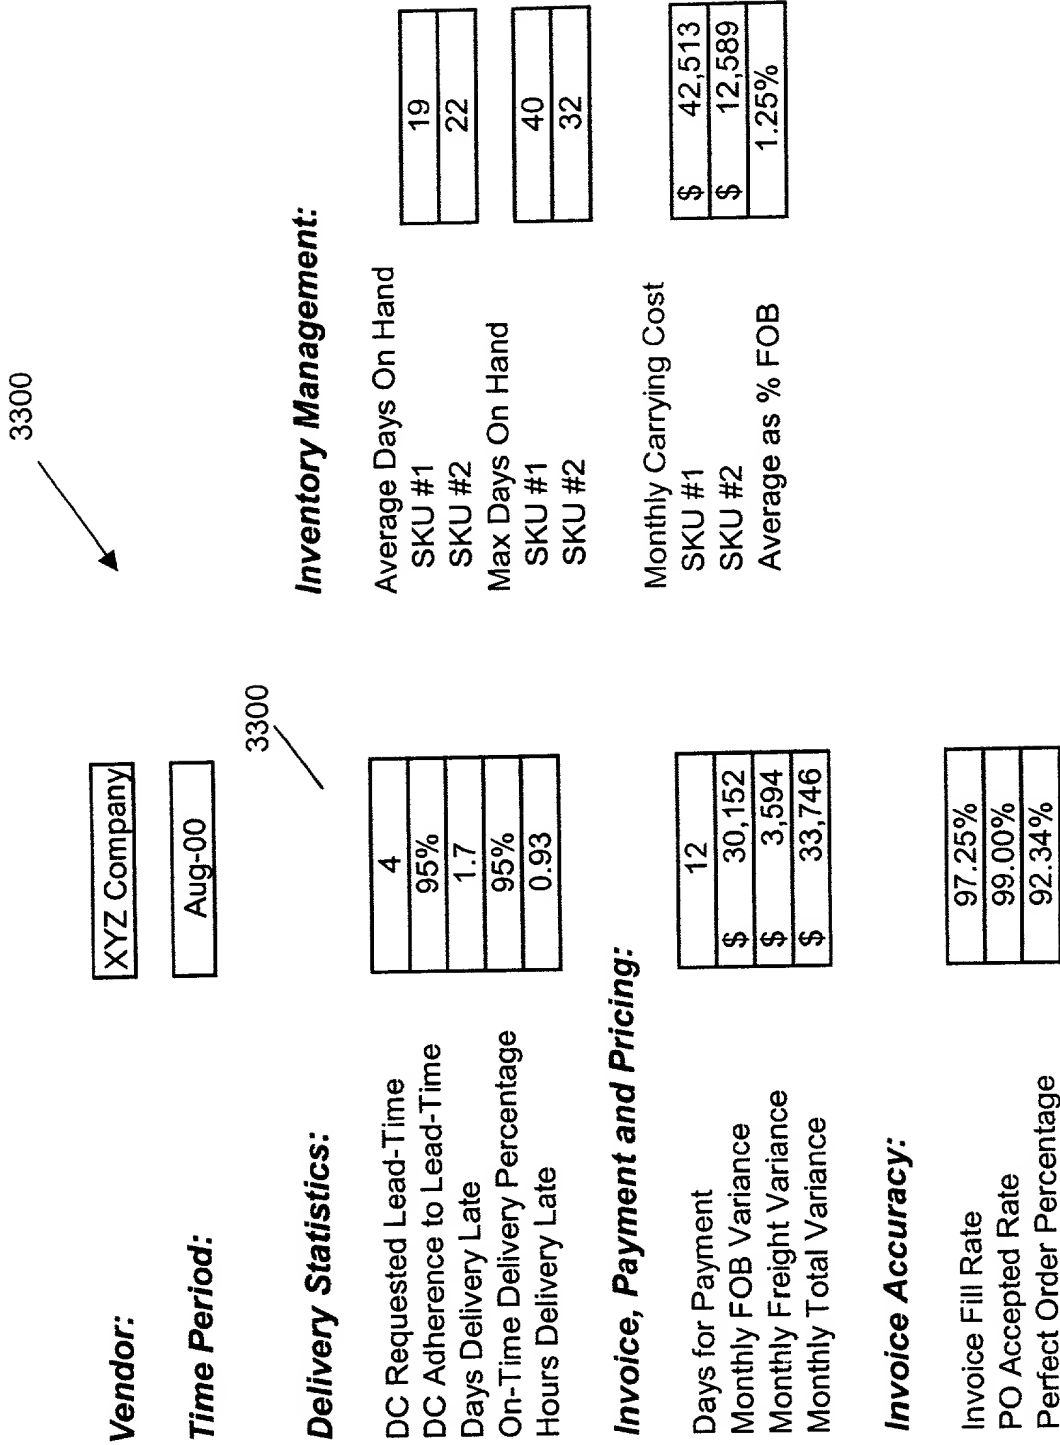 3300
Vendor: XYZ Company
Time Period: Aug-00
3300
Delivery Statistics:
DC Requested Lead-Time 4
DC Adherence to Lead-Time 95%
Days Delivery Late 1.7
On-Time Delivery Percentage 95%
Hours Delivery Late 0.93
Invoice, Payment and Pricing:
Days for Payment 12
Monthly FOB Variance $ 30,152
Monthly Freight Variance $ 3,594
Monthly Total Variance $ 33,746
Invoice Accuracy:
Invoice Fill Rate 97.25%
PO Accepted Rate 99.00%
Perfect Order Percentage 92.34%
Inventory Management:
Average Days On Hand
SKU #1 19
SKU #2 22
Max Days On Hand
SKU #1 40
SKU #2 32
Monthly Carrying Cost
SKU #1 $ 42,513
SKU #2 $ 12,589
Average as % FOB 1.25%